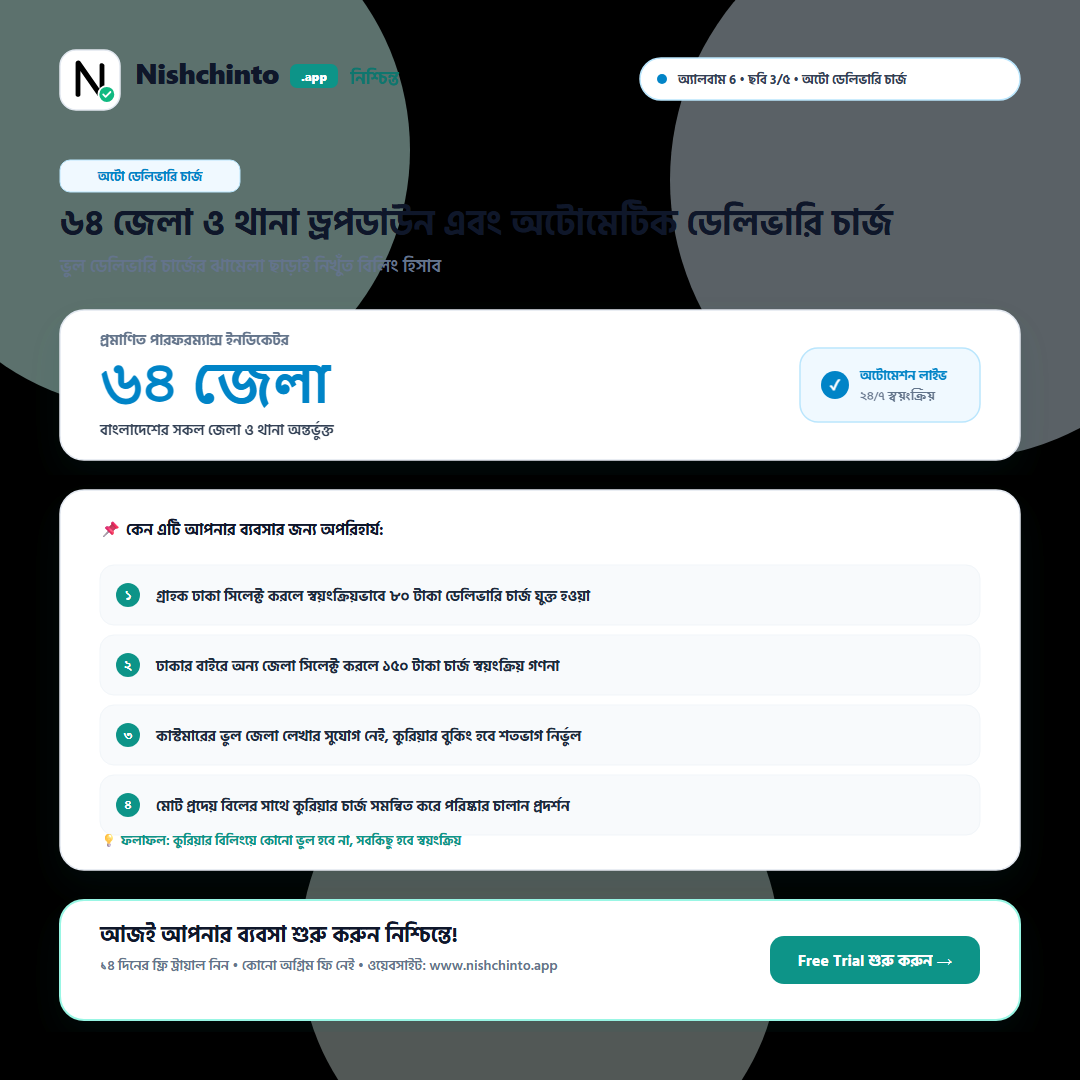 Nishchinto .app নিশ্চিন্ত
অ্যালবাম 6 • ছবি 3/৫ • অটো ডেলিভারি চার্জ
অটো ডেলিভারি চার্জ
৬৪ জেলা ও থানা ড্রপডাউন এবং অটোমেটিক ডেলিভারি চার্জ
ভুল ডেলিভারি চার্জের ঝামেলা ছাড়াই নিখুঁত বিলিং হিসাব
প্রমাণিত পারফরম্যান্স ইনডিকেটর
৬৪ জেলা
বাংলাদেশের সকল জেলা ও থানা অন্তর্ভুক্ত
অটোমেশন লাইভ
২৪/৭ স্বয়ংক্রিয়
কেন এটি আপনার ব্যবসার জন্য অপরিহার্য:
১ গ্রাহক ঢাকা সিলেক্ট করলে স্বয়ংক্রিয়ভাবে ৮০ টাকা ডেলিভারি চার্জ যুক্ত হওয়া
২ ঢাকার বাইরে অন্য জেলা সিলেক্ট করলে ১৫০ টাকা চার্জ স্বয়ংক্রিয় গণনা
৩ কাস্টমারের ভুল জেলা লেখার সুযোগ নেই, কুরিয়ার বুকিং হবে শতভাগ নির্ভুল
৪ মোট প্রদেয় বিলের সাথে কুরিয়ার চার্জ সমন্বিত করে পরিষ্কার চালান প্রদর্শন
ফলাফল: কুরিয়ার বিলিংয়ে কোনো ভুল হবে না, সবকিছু হবে স্বয়ংক্রিয়
আজই আপনার ব্যবসা শুরু করুন নিশ্চিন্তে!
১৪ দিনের ফ্রি ট্রায়াল নিন • কোনো অগ্রিম ফি নেই • ওয়েবসাইট: www.nishchinto.app
Free Trial শুরু করুন →